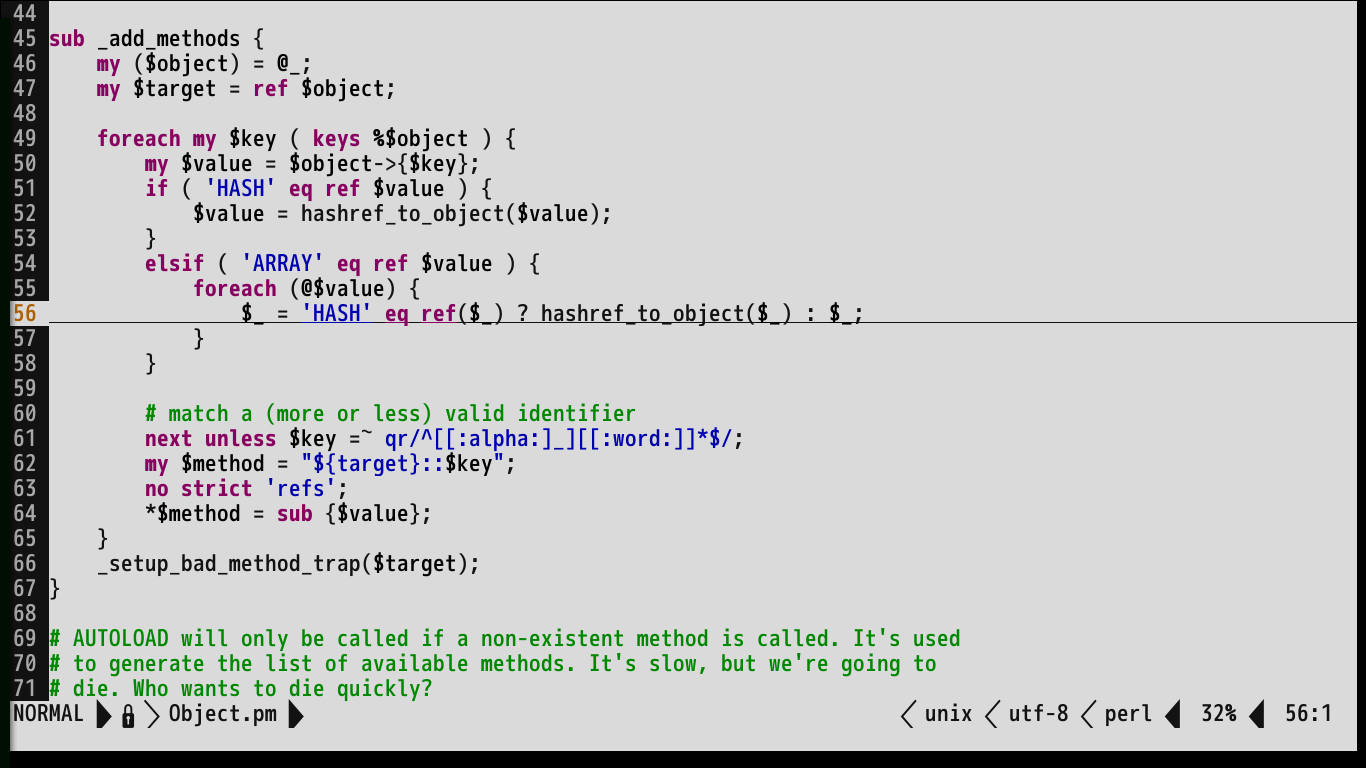 44
45 sub _add_methods {
46     my ($object) = @_;
47     my $target = ref $object;
48
49     foreach my $key ( keys %$object ) {
50         my $value = $object->{$key};
51         if ( 'HASH' eq ref $value ) {
52             $value = hashref_to_object($value);
53         }
54         elsif ( 'ARRAY' eq ref $value ) {
55             foreach (@$value) {
56                 $_ = 'HASH' eq ref($_) ? hashref_to_object($_) : $_;
57             }
58         }
59
60         # match a (more or less) valid identifier
61         next unless $key =~ qr/^[[:alpha:]_][[:word:]]*$/;
62         my $method = "${target}::$key";
63         no strict 'refs';
64         *$method = sub {$value};
65     }
66     _setup_bad_method_trap($target);
67 }
68
69 # AUTOLOAD will only be called if a non-existent method is called. It's used
70 # to generate the list of available methods. It's slow, but we're going to
71 # die. Who wants to die quickly?
NORMAL Object.pm unix utf-8 perl 32% 56:1